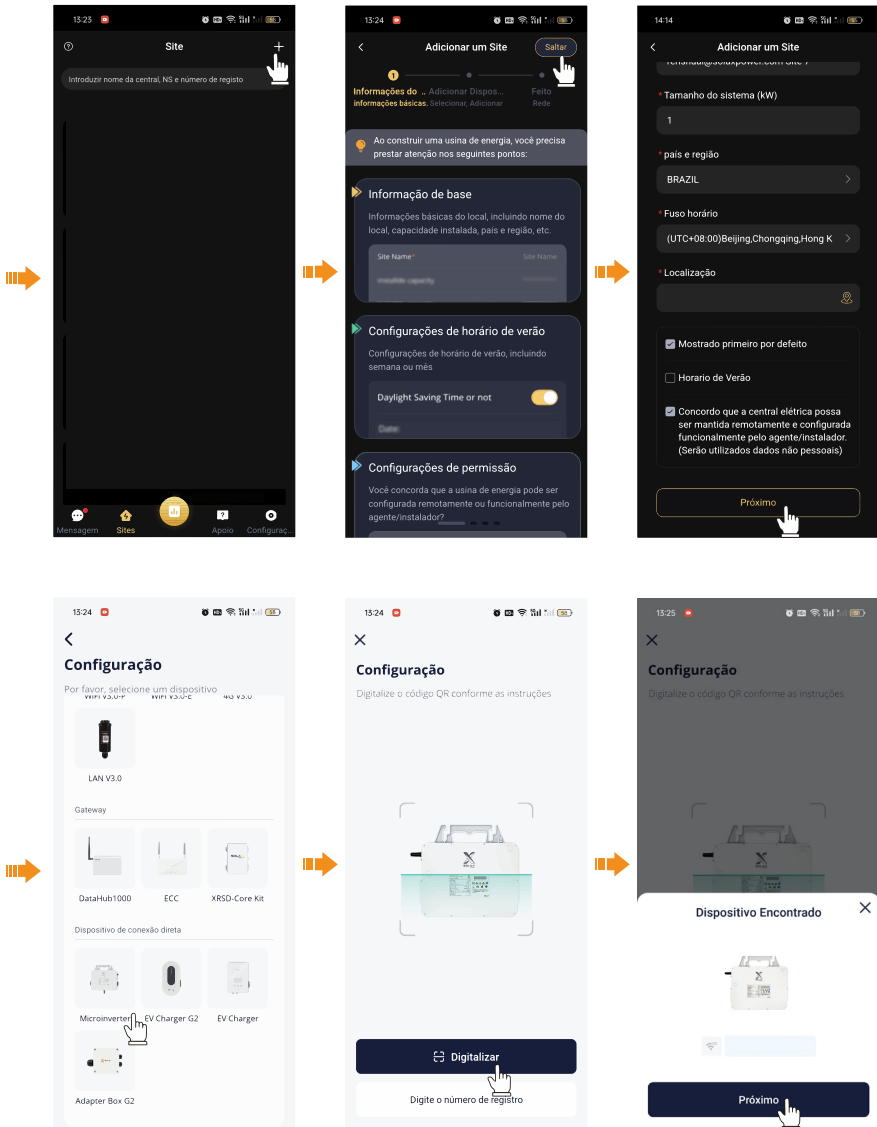 13:23
Site
Introduzir nome da central, NS e número de registo
Mensagem
Sites
Apoio
Configuraç..
13:24
Adicionar um Site
Saltar
1
Informações do ..
Adicionar Dispos...
Feito
informações básicas.
Selecionar, Adicionar
Rede
Ao construir uma usina de energia, você precisa
prestar atenção nos seguintes pontos:
Informação de base
Informações básicas do local, incluindo nome do
local, capacidade instalada, pais e região, etc.
Site Name*
Site Name
Configurações de horário de verão
Configurações de horário de verão, incluindo
semana ou mês
Daylight Saving Time or not
Date:
Configurações de permissão
Você concorda que a usina de energia pode ser
configurada remotamente ou funcionalmente pelo
agente/instalador?
14:14
Adicionar um Site
*Tamanho do sistema (kW)
1
*país e região
BRAZIL
*Fuso horário
(UTC+08:00)Beijing,Chongqing,Hong K
*Localização
Mostrado primeiro por defeito
Horario de Verão
Concordo que a central elétrica possa
ser mantida remotamente e configurada
funcionalmente pelo agente/instalador.
(Serão utilizados dados não pessoais)
Próximo
13:24
Configuração
Por favor, selecione um dispositivo
WiFi V3.0-P
WiFi V3.0-E
4G V3.0
LAN V3.0
Gateway
DataHub1000
ECC
XRSD-Core Kit
Dispositivo de conexão direta
Microinverter
EV Charger G2
EV Charger
Adapter Box G2
13:24
Configuração
Digitalize o código QR conforme as instruções
Digitalizar
Digite o número de registro
13:25
Configuração
Digitalize o código QR conforme as instruções
Dispositivo Encontrado
Próximo